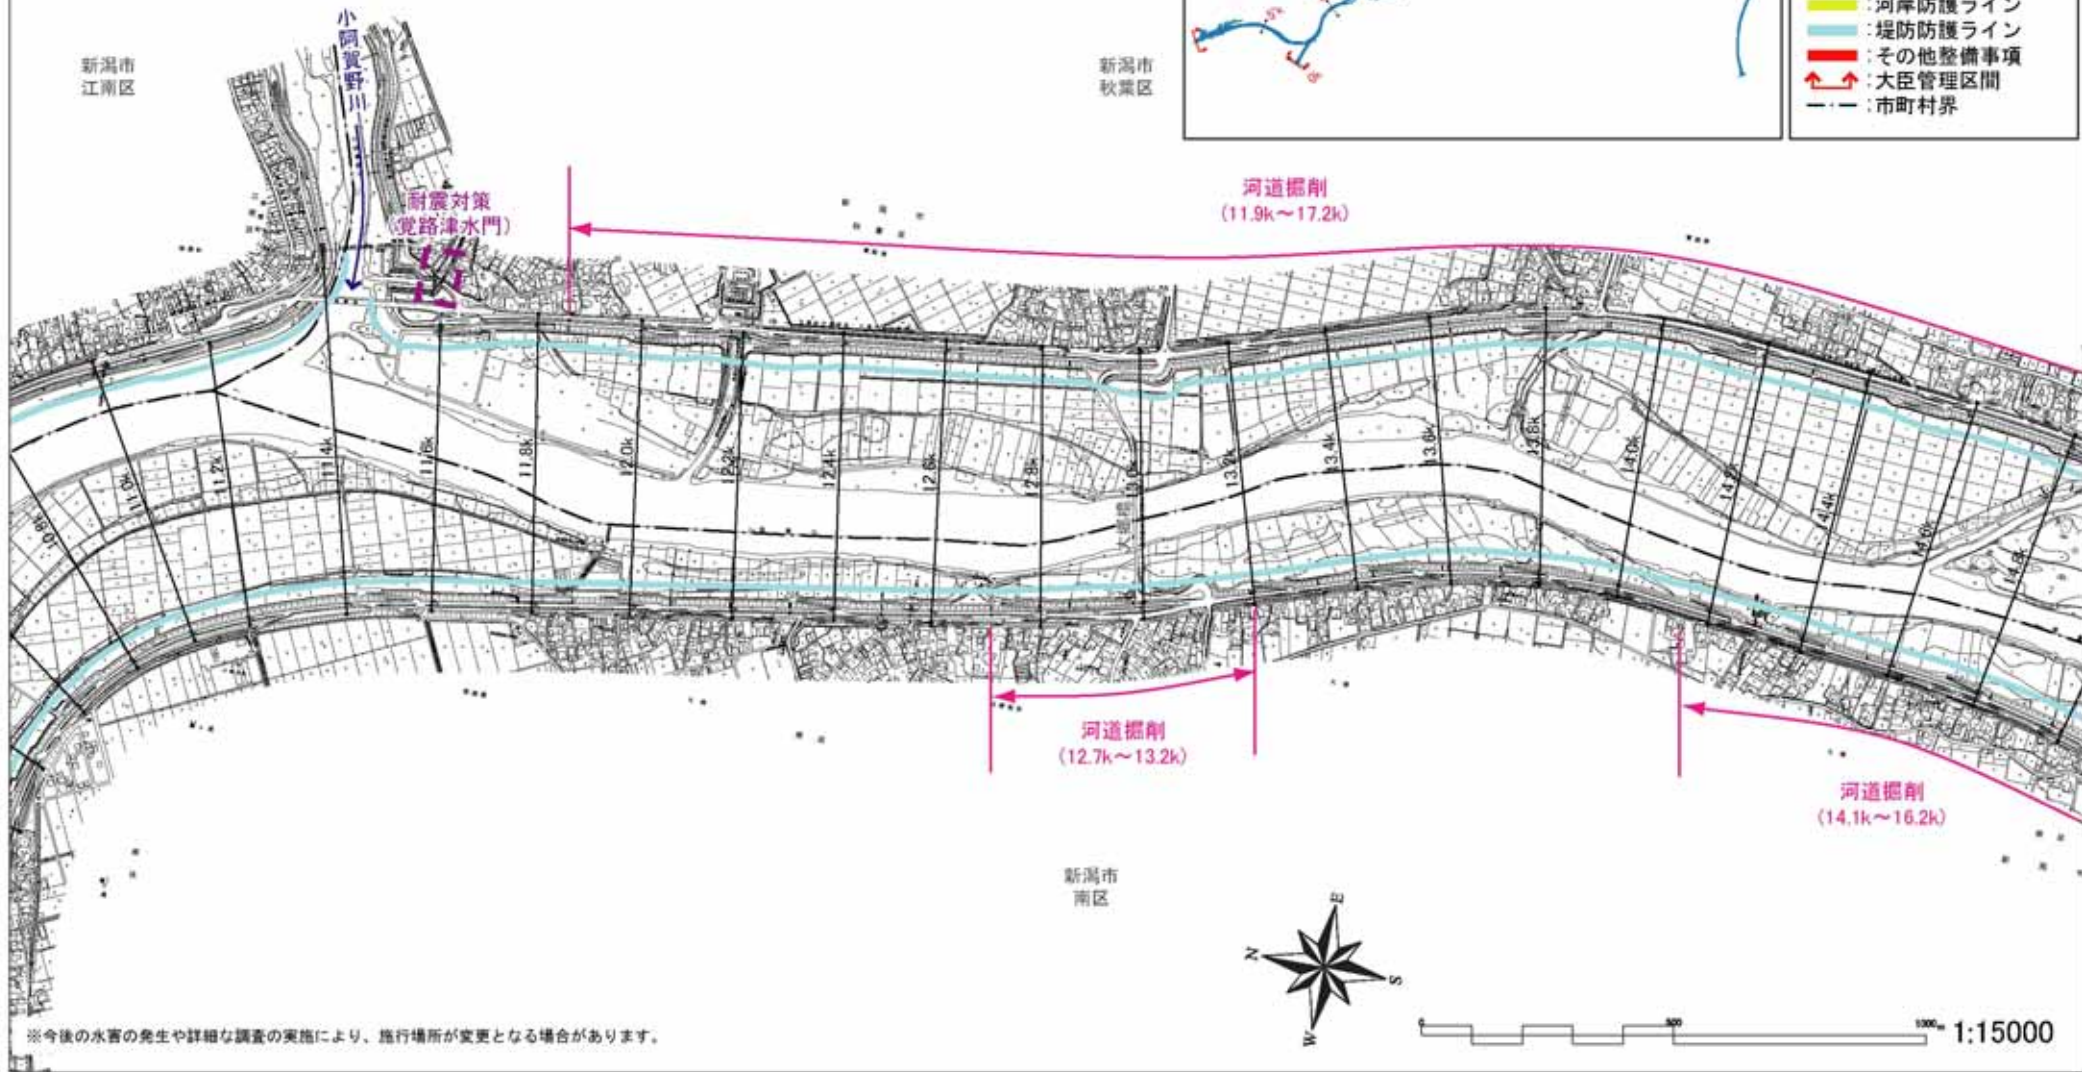 河岸防護ライン
:堤防防護ライン
:その他整備事項
:大臣管理区間
:市町村界
小阿賀野川
新潟市
江南区
新潟市
秋葉区
耐震対策
(覚路津水門)
河道掘削
(11.9k～17.2k)
11.0k
11.2k
11.4k
11.6k
11.8k
12.0k
12.2k
12.4k
12.6k
12.8k
13.2k
13.4k
13.6k
13.8k
14.0k
14.4k
14.6k
14.8k
河道掘削
(12.7k～13.2k)
河道掘削
(14.1k～16.2k)
新潟市
南区
N
E
S
W
※今後の水害の発生や詳細な調査の実施により、施行場所が変更となる場合があります。
0
500
1000m
1:15000